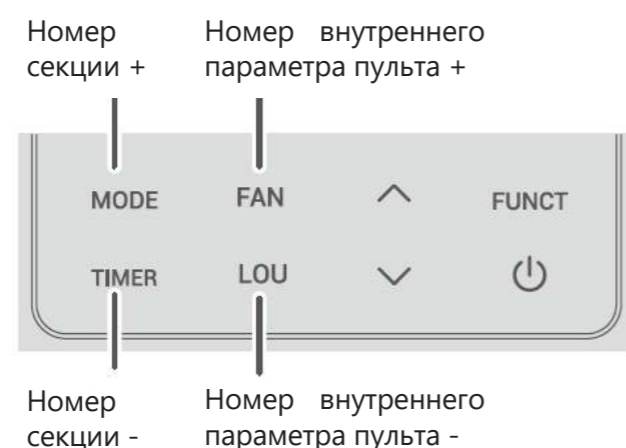 Номер
секции +
Номер внутреннего
параметра пульта +
MODE FAN FUNCT
TIMER LOU
Номер
секции -
Номер внутреннего
параметра пульта -